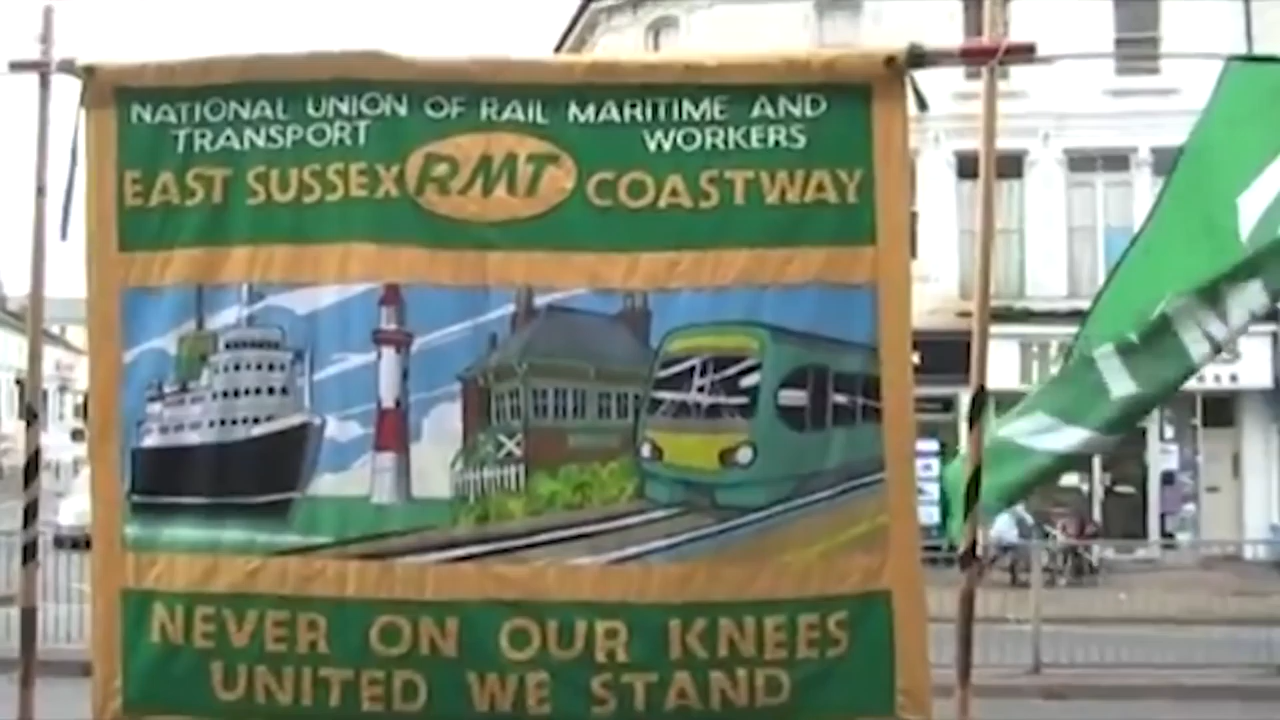 NATIONAL UNION OF RAIL MARITIME AND
TRANSPORT WORKERS
EAST SUSSEX RMT COASTWAY
NEVER ON OUR KNEES
UNITED WE STAND